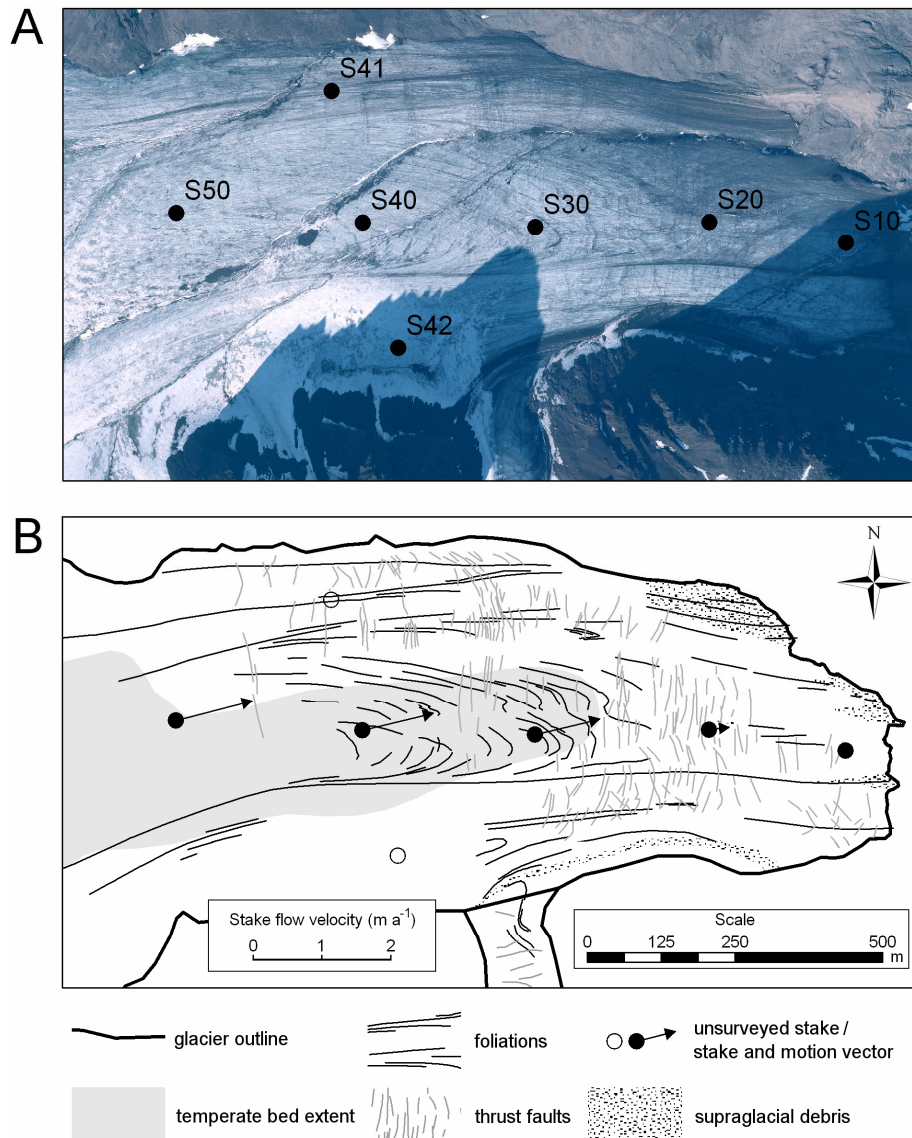 A
S41
S50
S40
S30
S20
S10
S42
B
N
Stake flow velocity (m a⁻¹)
0 1 2
Scale
0 125 250 500
m
glacier outline
foliations
unsurveyed stake /
stake and motion vector
temperate bed extent
thrust faults
supraglacial debris